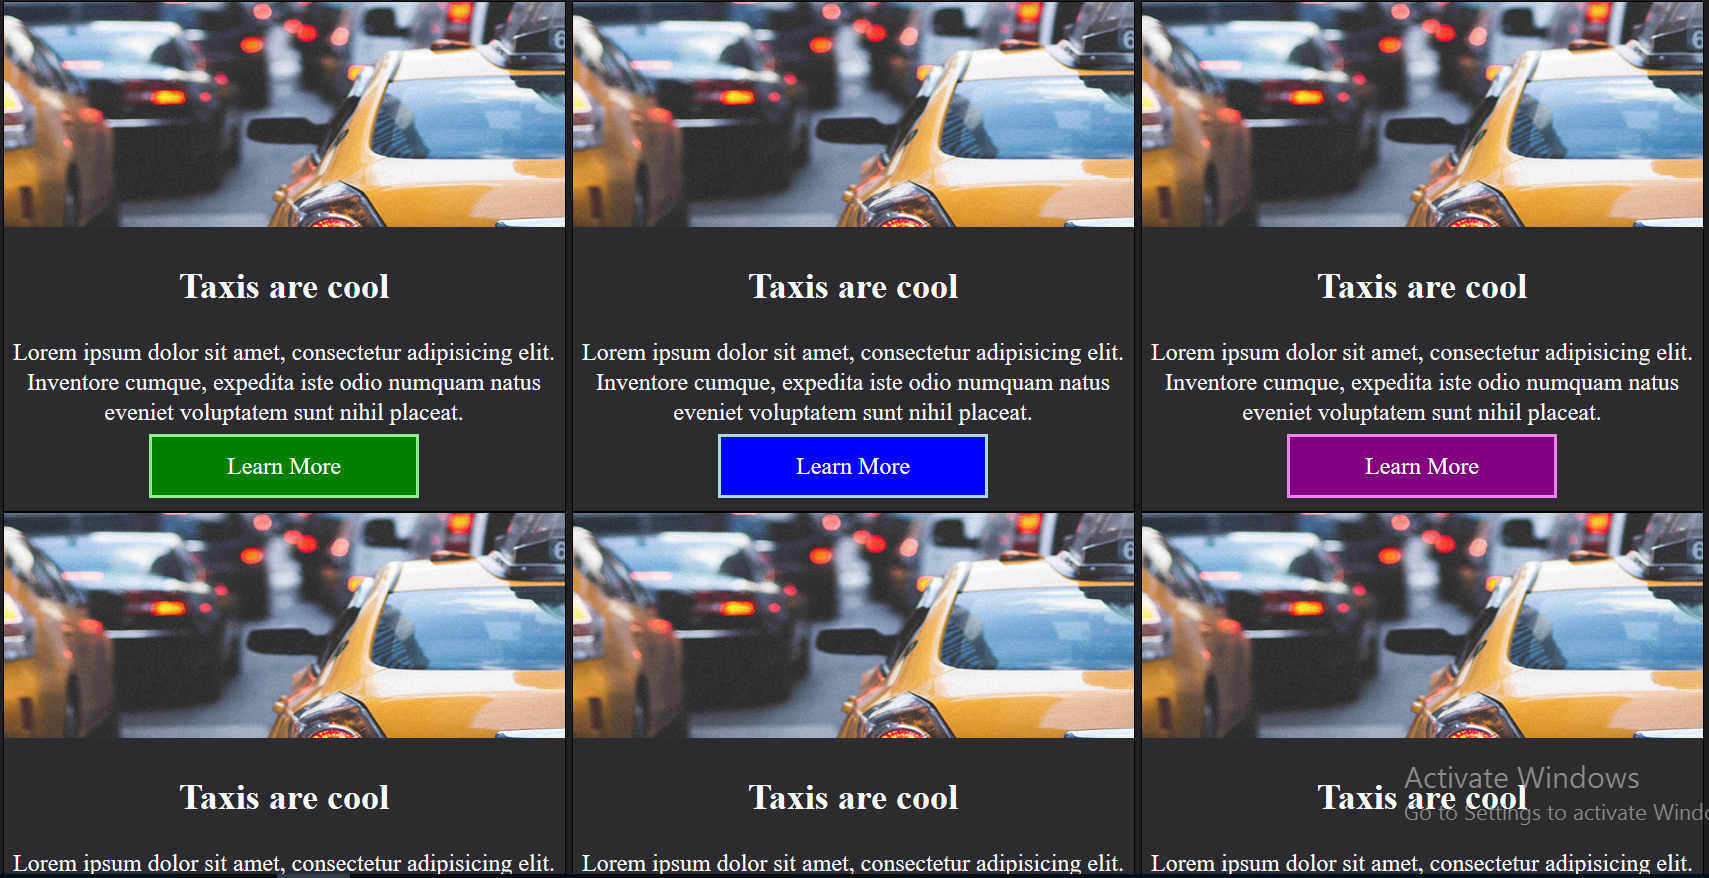 6
6
6
Taxis are cool
Taxis are cool
Taxis are cool
Lorem ipsum dolor sit amet, consectetur adipisicing elit.
Inventore cumque, expedita iste odio numquam natus
eveniet voluptatem sunt nihil placeat.
Lorem ipsum dolor sit amet, consectetur adipisicing elit.
Inventore cumque, expedita iste odio numquam natus
eveniet voluptatem sunt nihil placeat.
Lorem ipsum dolor sit amet, consectetur adipisicing elit.
Inventore cumque, expedita iste odio numquam natus
eveniet voluptatem sunt nihil placeat.
Learn More
Learn More
Learn More
6
6
6
Taxis are cool
Taxis are cool
Taxis are cool
Activate Windows
Go to Settings to activate Windo
Lorem ipsum dolor sit amet, consectetur adipisicing elit.
Lorem ipsum dolor sit amet, consectetur adipisicing elit.
Lorem ipsum dolor sit amet, consectetur adipisicing elit.